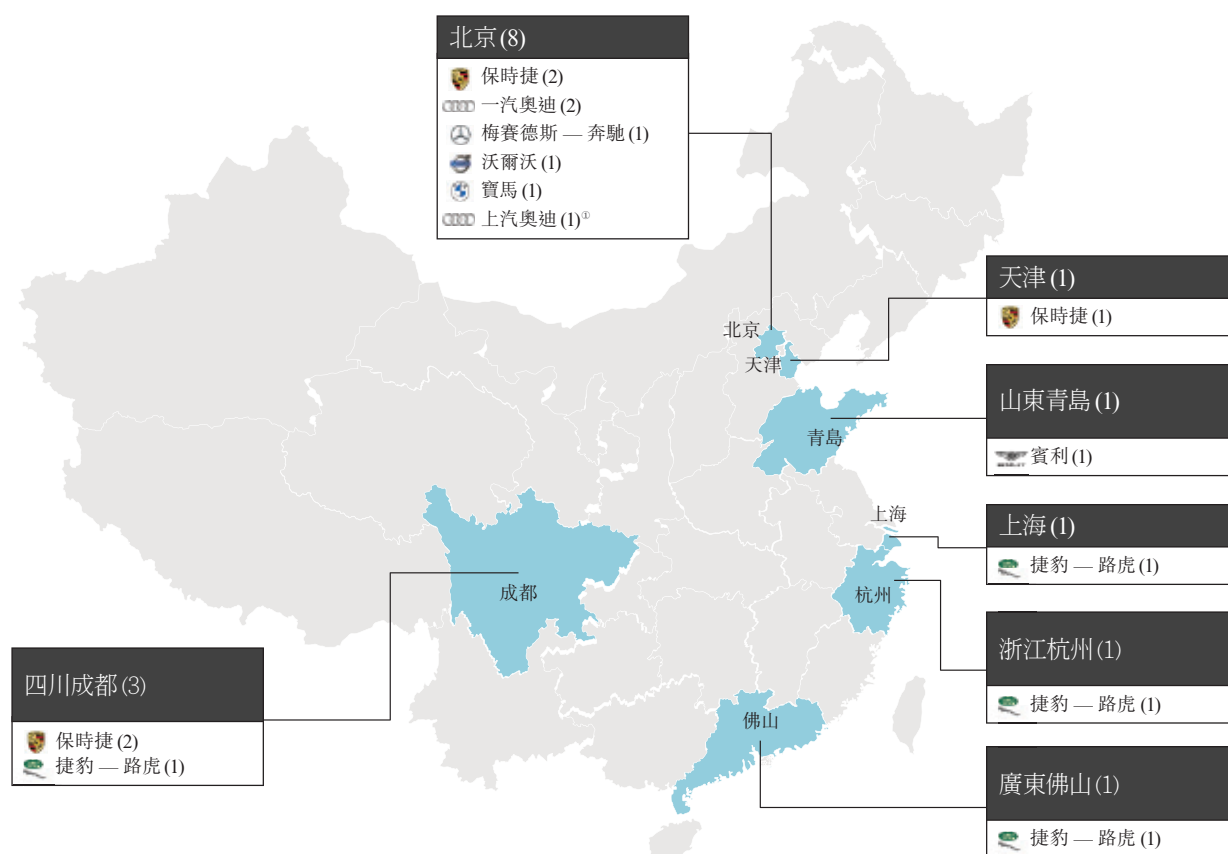 北京(8)
保時捷(2)
一汽奧迪(2)
梅賽德斯 — 奔馳(1)
沃爾沃(1)
寶馬(1)
上汽奧迪(1)①
天津(1)
保時捷(1)
北京
天津
山東青島(1)
賓利(1)
青島
上海
上海(1)
捷豹 — 路虎(1)
成都
杭州
浙江杭州(1)
捷豹 — 路虎(1)
四川成都(3)
保時捷(2)
捷豹 — 路虎(1)
佛山
廣東佛山(1)
捷豹 — 路虎(1)